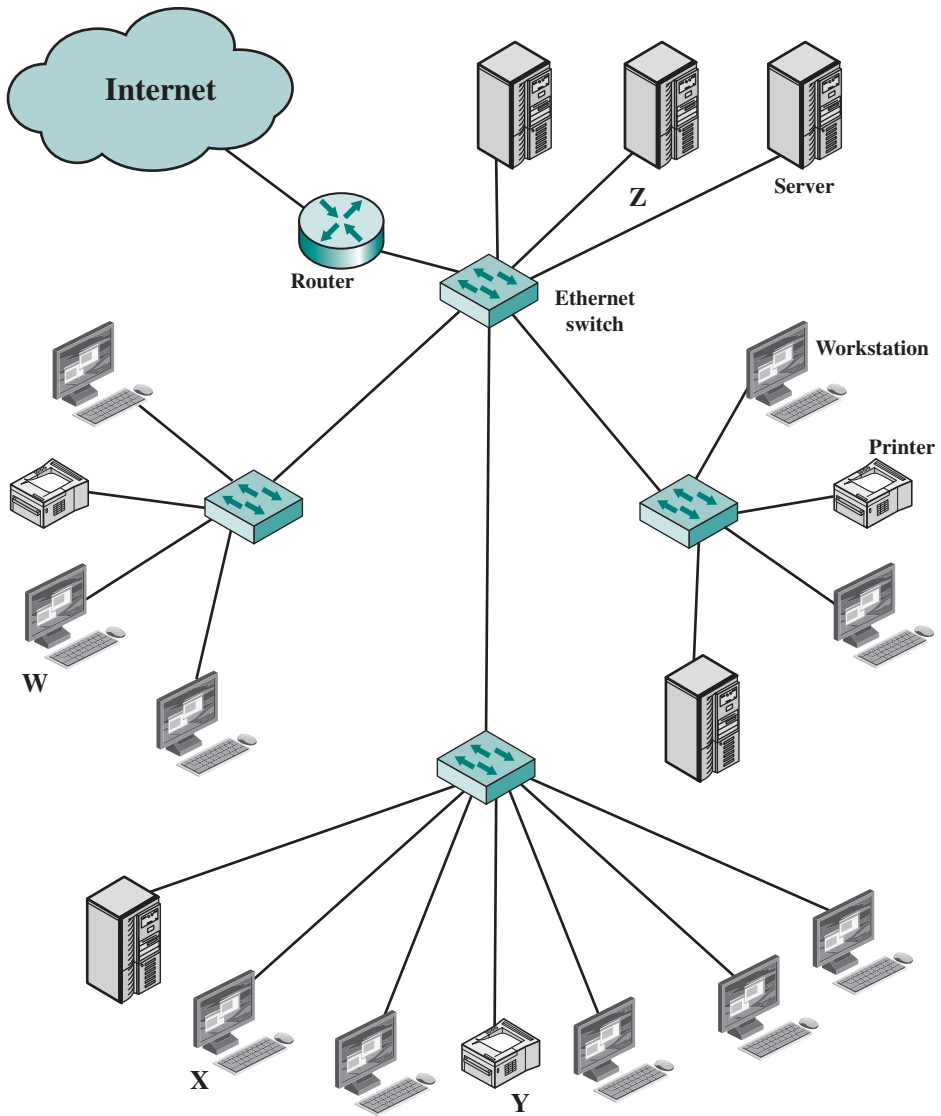 Internet
Z
Server
Router
Ethernet
switch
Workstation
Printer
W
X
Y